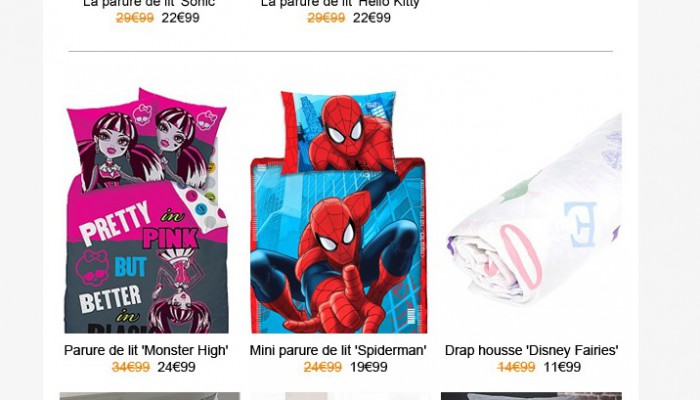 La parure de lit 'Sonic'
29€99 22€99
La parure de lit 'Hello Kitty'
29€99 22€99
PRETTY in
PINK
BUT
BETTER
in
BLACK
Parure de lit 'Monster High'
34€99 24€99
Mini parure de lit 'Spiderman'
24€99 19€99
Drap housse 'Disney Fairies'
14€99 11€99